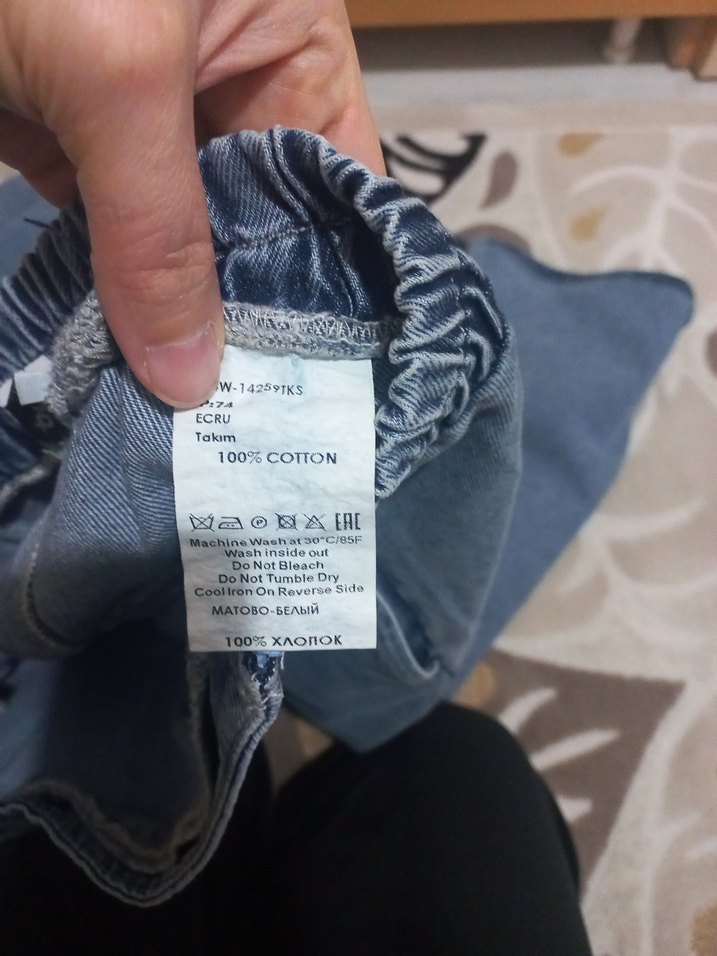 W-14259TKS
ECRU
Takım
100% COTTON
EAC
Machine Wash at 30°C/85F
Wash inside out
Do Not Bleach
Do Not Tumble Dry
Cool Iron On Reverse Side
МАТОВО-БЕЛЫЙ
100% ХЛОПОК